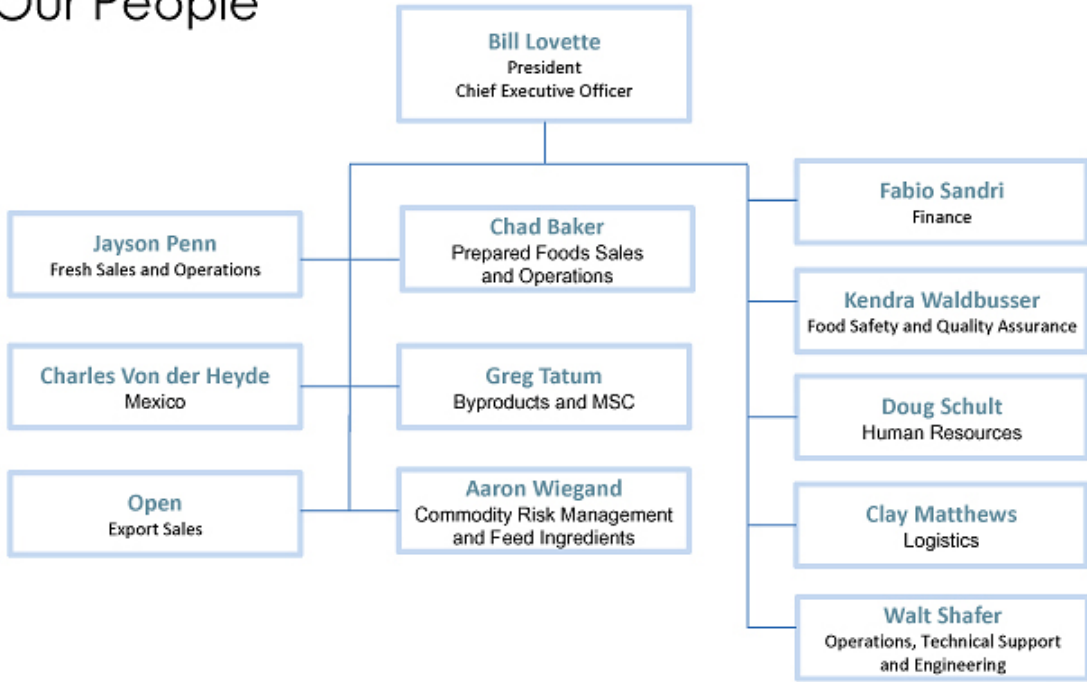 Our People
Bill Lovette
President
Chief Executive Officer
Jayson Penn
Fresh Sales and Operations
Chad Baker
Prepared Foods Sales
and Operations
Fabio Sandri
Finance
Kendra Waldbusser
Food Safety and Quality Assurance
Charles Von der Heyde
Mexico
Greg Tatum
Byproducts and MSC
Doug Schult
Human Resources
Open
Export Sales
Aaron Wiegand
Commodity Risk Management
and Feed Ingredients
Clay Matthews
Logistics
Walt Shafer
Operations, Technical Support
and Engineering